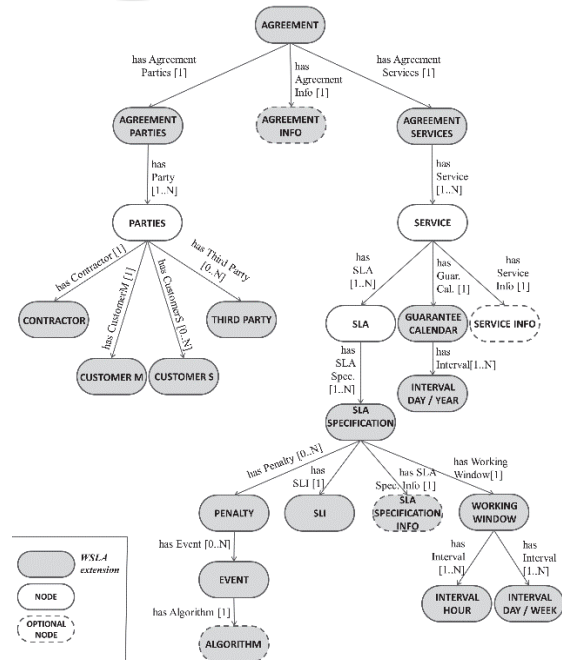 AGREEMENT
has Agreement
Parties [1]
has
Agreement
Info [1]
has Agreement
Services [1]
AGREEMENT
PARTIES
AGREEMENT
INFO
AGREEMENT
SERVICES
has
Party
[1..N]
has
Service
[1..N]
PARTIES
SERVICE
has Contractor [1]
has CustomerM [1]
has CustomerS [0..N]
has Third Party
[0..N]
has
SLA
[1..N]
has
Guar.
Cal. [1]
has
Service
Info [1]
CONTRACTOR
THIRD PARTY
SLA
GUARANTEE
CALENDAR
SERVICE INFO
CUSTOMER M
CUSTOMER S
has
SLA
Spec.
[1..N]
has
Interval[1..N]
INTERVAL
DAY / YEAR
SLA
SPECIFICATION
has Penalty [0..N]
has
SLI [1]
has SLA
Spec. Info [1]
has Working
Window[1]
PENALTY
SLI
SLA
SPECIFICATION
INFO
WORKING
WINDOW
has Event [0..N]
has
Interval
[1..N]
has
Interval
[1..N]
EVENT
INTERVAL
HOUR
INTERVAL
DAY / WEEK
has Algorithm [1]
ALGORITHM
WSLA
extension
NODE
OPTIONAL
NODE